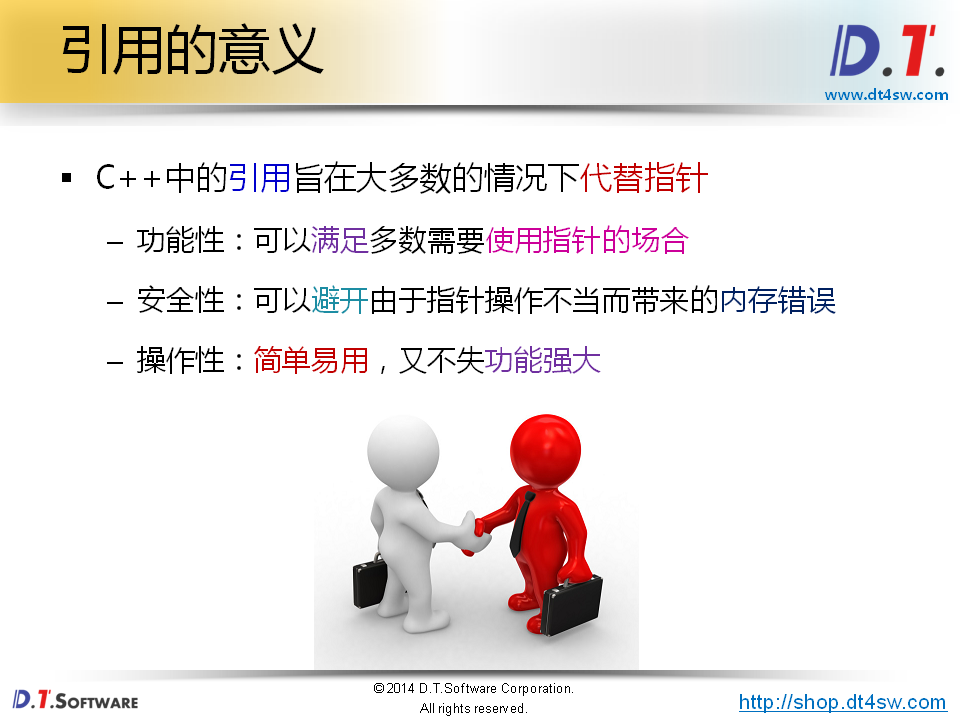 引用的意义
D.T.
www.dt4sw.com
▪ C++中的引用旨在大多数的情况下代替指针
– 功能性：可以满足多数需要使用指针的场合
– 安全性：可以避开由于指针操作不当而带来的内存错误
– 操作性：简单易用，又不失功能强大
D.T.SOFTWARE
©2014 D.T.Software Corporation.
All rights reserved.
http://shop.dt4sw.com